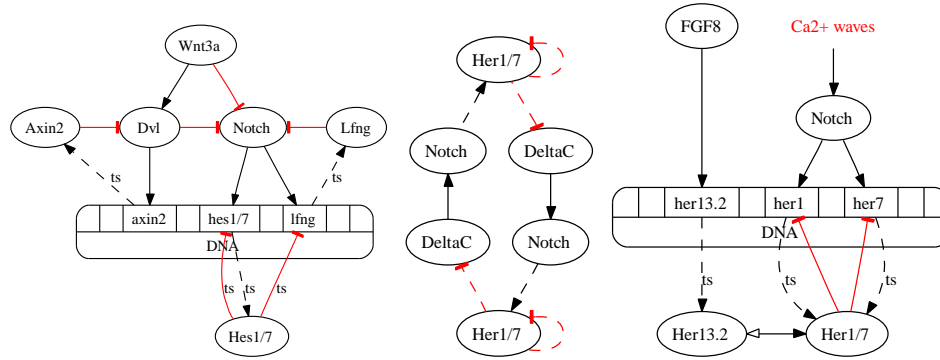 Wnt3a
Axin2
Dvl
Notch
Lfng
ts
ts
axin2
hes1/7
lfng
DNA
ts
ts
ts
Hes1/7
Her1/7
Notch
DeltaC
DeltaC
Notch
Her1/7
FGF8
Ca2+ waves
Notch
her13.2
her1
her7
DNA
ts
ts
ts
Her13.2
Her1/7